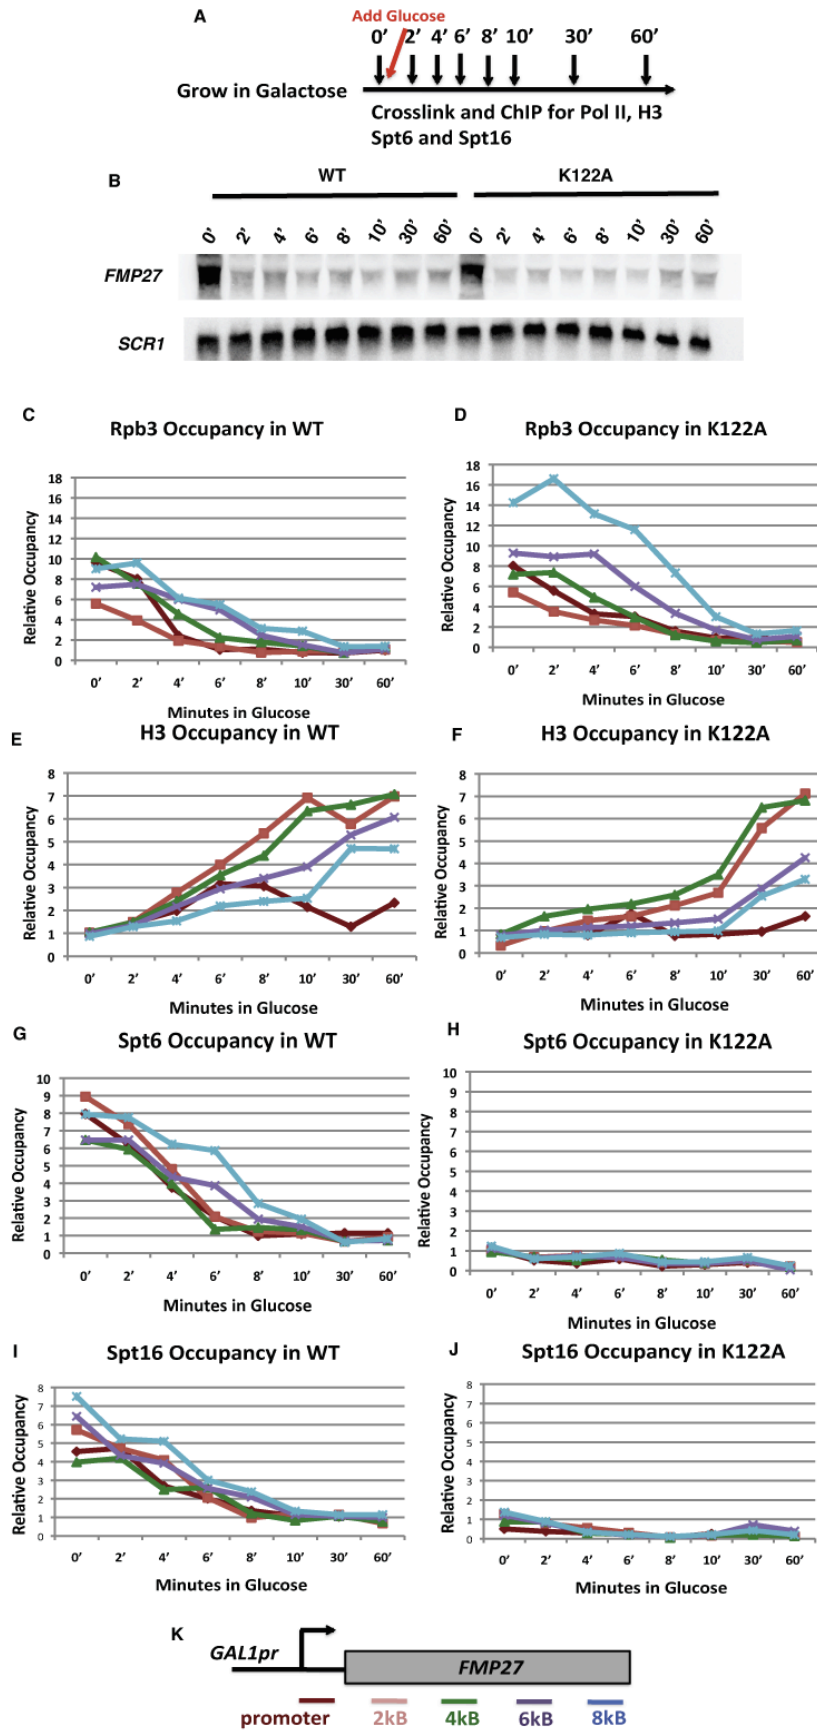 A
Add Glucose
0' 2' 4' 6' 8' 10' 30' 60'
Grow in Galactose
Crosslink and ChIP for Pol II, H3
Spt6 and Spt16
B
WT K122A
0' 2' 4' 6' 8' 10' 30' 60' 0' 2' 4' 6' 8' 10' 30' 60'
FMP27
SCR1
C
Rpb3 Occupancy in WT
Relative Occupancy
18
16
14
12
10
8
6
4
2
0
0' 2' 4' 6' 8' 10' 30' 60'
Minutes in Glucose
D
Rpb3 Occupancy in K122A
Relative Occupancy
18
16
14
12
10
8
6
4
2
0
0' 2' 4' 6' 8' 10' 30' 60'
Minutes in Glucose
E
H3 Occupancy in WT
Relative Occupancy
8
7
6
5
4
3
2
1
0
0' 2' 4' 6' 8' 10' 30' 60'
Minutes in Glucose
F
H3 Occupancy in K122A
Relative Occupancy
8
7
6
5
4
3
2
1
0
0' 2' 4' 6' 8' 10' 30' 60'
Minutes in Glucose
G
Spt6 Occupancy in WT
Relative Occupancy
10
9
8
7
6
5
4
3
2
1
0
0' 2' 4' 6' 8' 10' 30' 60'
Minutes in Glucose
H
Spt6 Occupancy in K122A
Relative Occupancy
10
9
8
7
6
5
4
3
2
1
0
0' 2' 4' 6' 8' 10' 30' 60'
Minutes in Glucose
I
Spt16 Occupancy in WT
Relative Occupancy
8
7
6
5
4
3
2
1
0
0' 2' 4' 6' 8' 10' 30' 60'
Minutes in Glucose
J
Spt16 Occupancy in K122A
Relative Occupancy
8
7
6
5
4
3
2
1
0
0' 2' 4' 6' 8' 10' 30' 60'
Minutes in Glucose
K
GAL1pr
FMP27
promoter 2kB 4kB 6kB 8kB